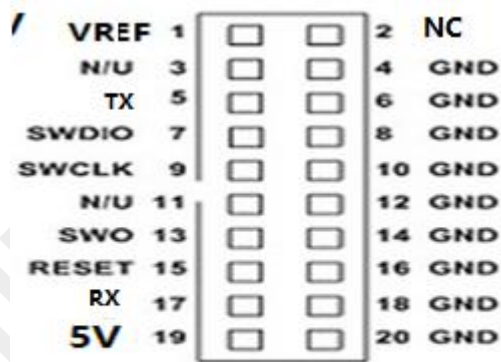 VREF 1 2 NC
N/U 3 4 GND
TX 5 6 GND
SWDIO 7 8 GND
SWCLK 9 10 GND
N/U 11 12 GND
SWO 13 14 GND
RESET 15 16 GND
RX 17 18 GND
5V 19 20 GND